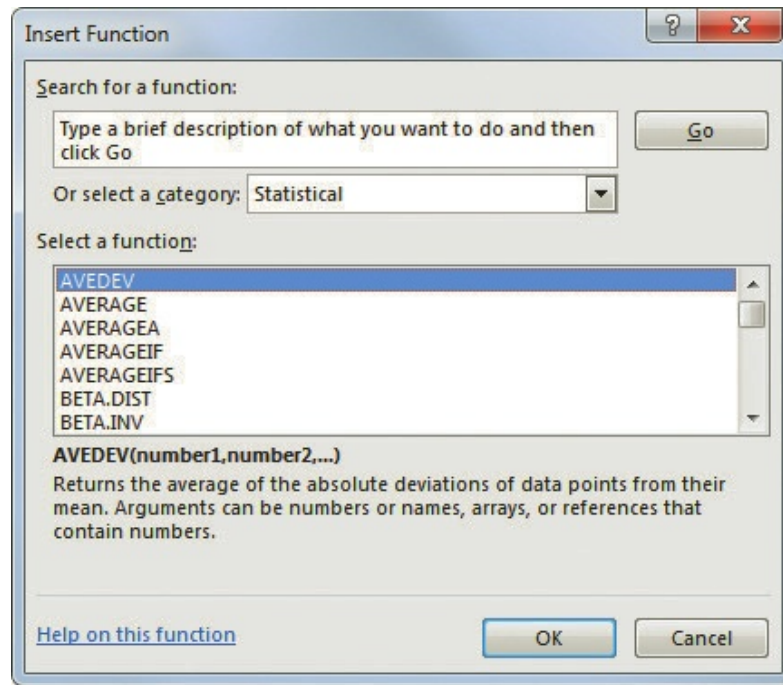 Insert Function
Search for a function:
Type a brief description of what you want to do and then
click Go
Go
Or select a category: Statistical
Select a function:
AVEDEV
AVERAGE
AVERAGEA
AVERAGEIF
AVERAGEIFS
BETA.DIST
BETA.INV
AVEDEV(number1,number2,...)
Returns the average of the absolute deviations of data points from their
mean. Arguments can be numbers or names, arrays, or references that
contain numbers.
Help on this function
OK
Cancel